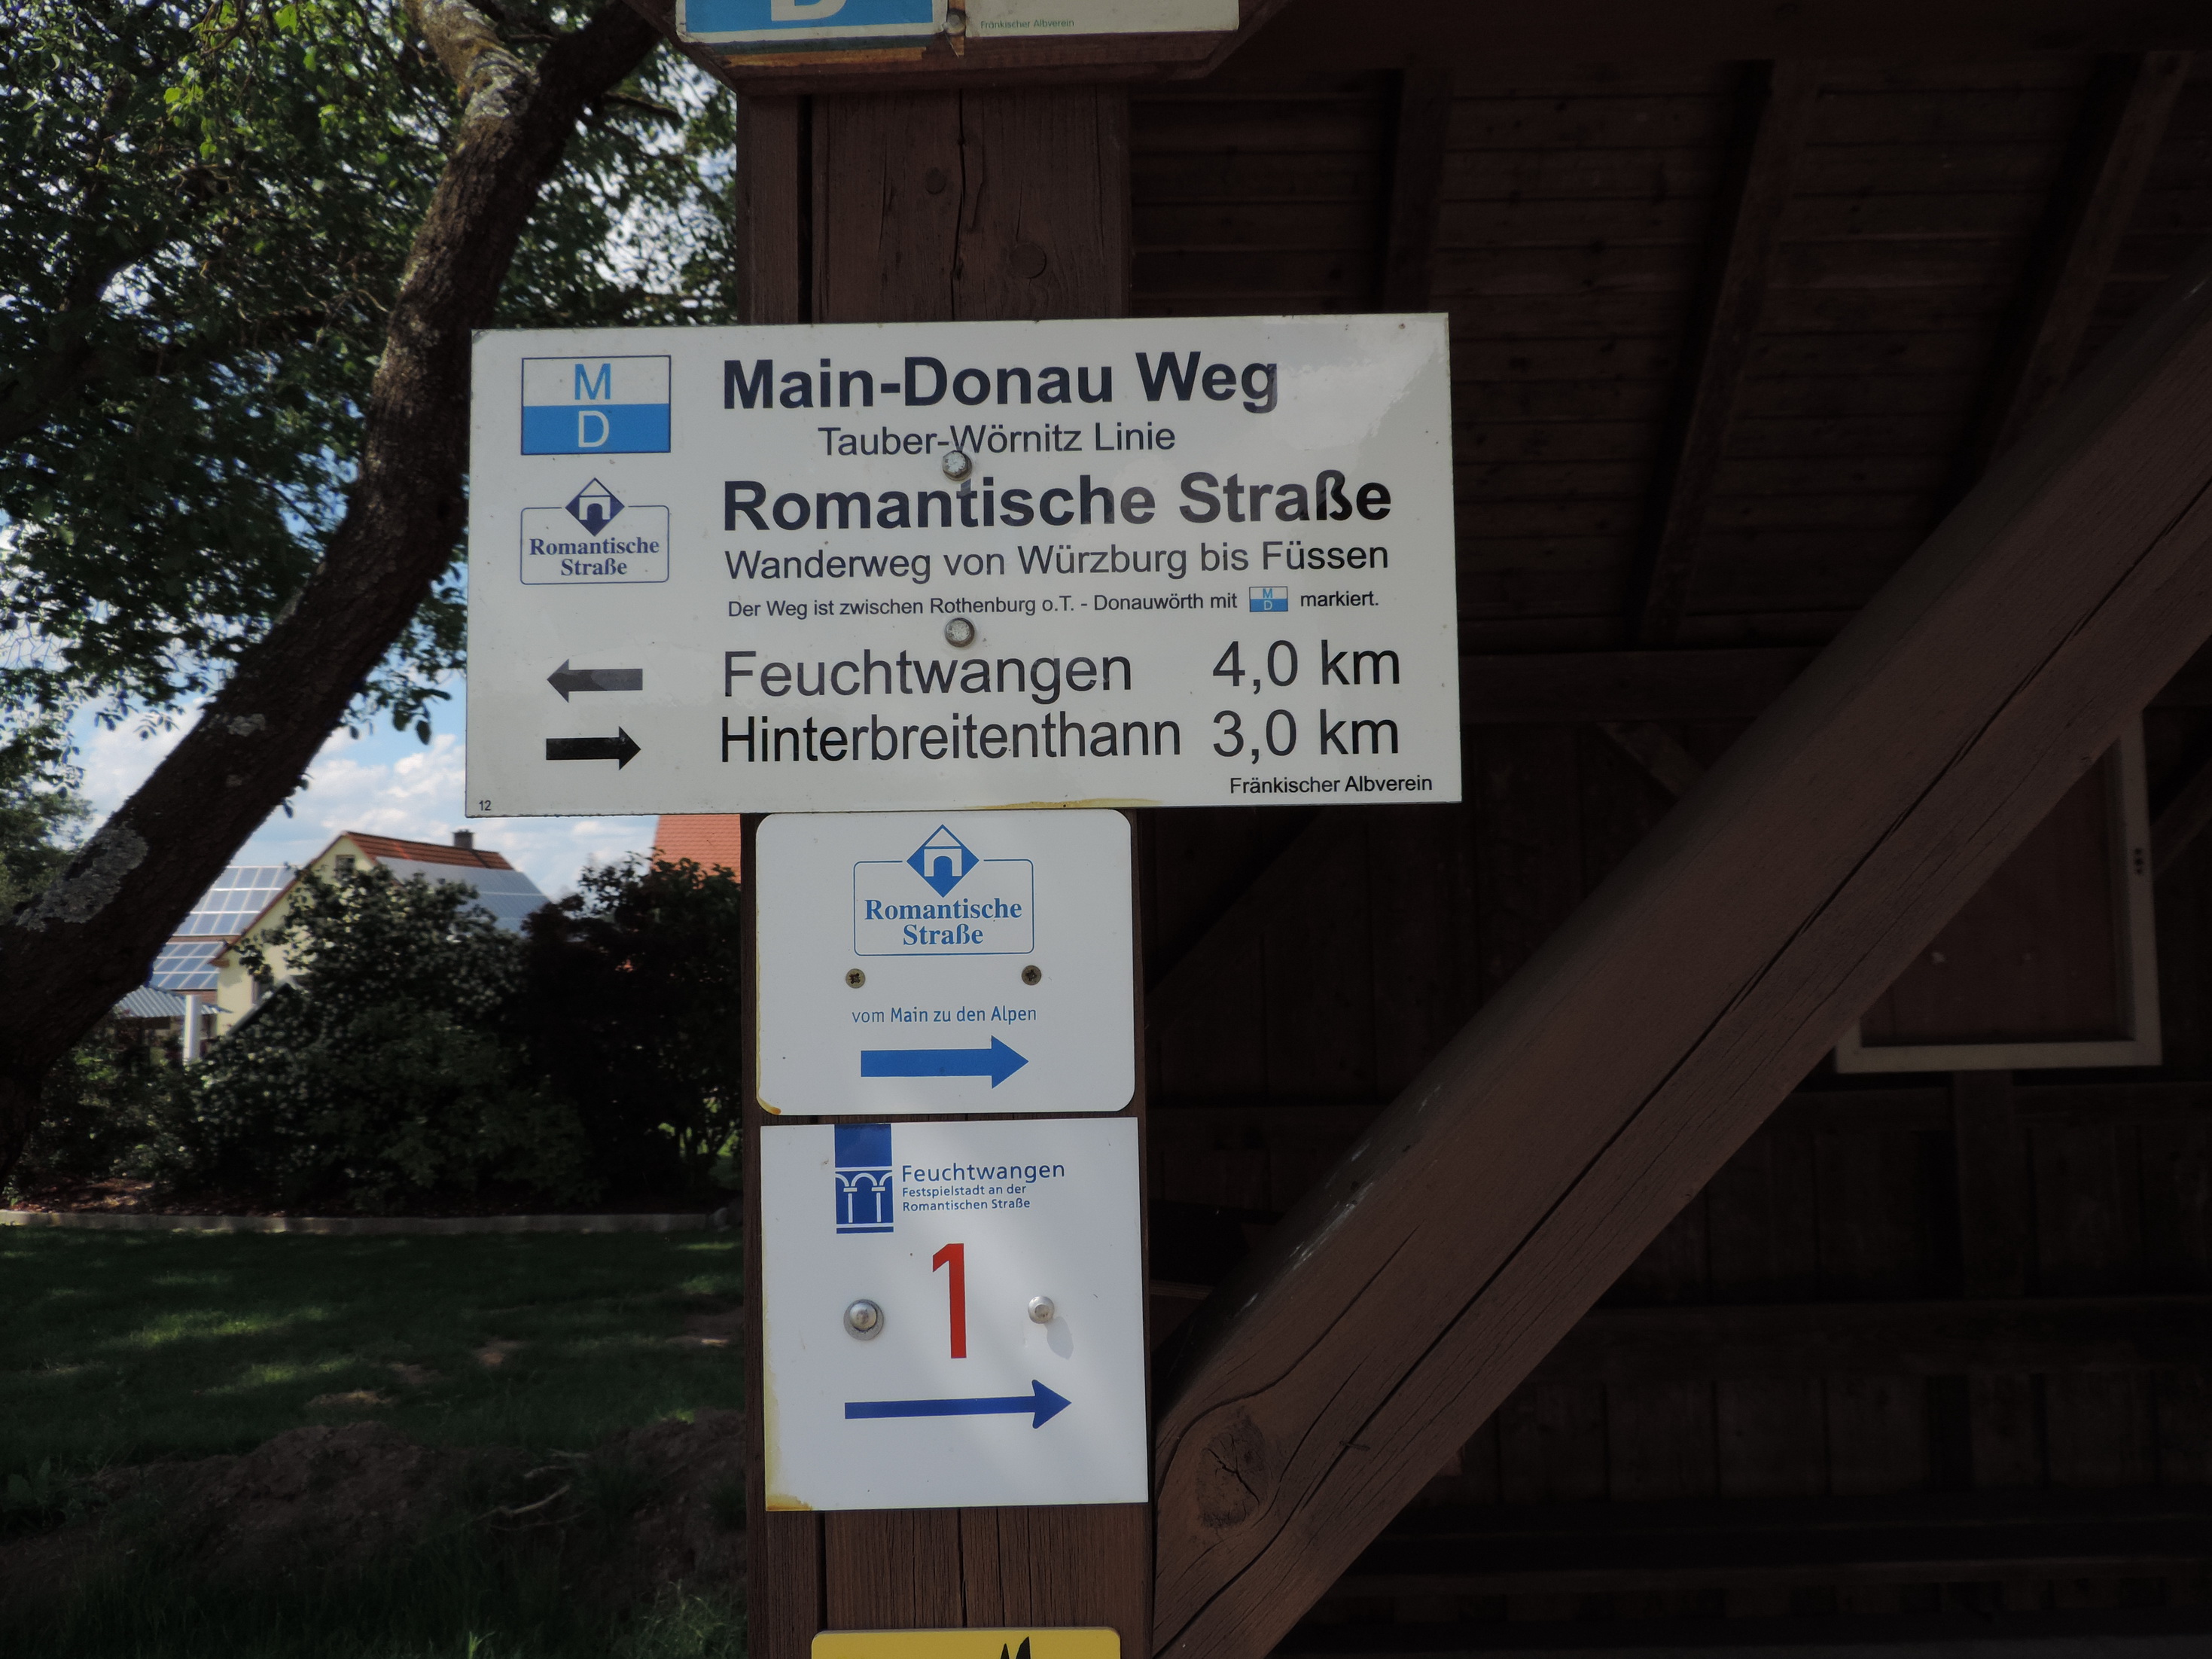 D
Fränkischer Albverein
M
D
Main-Donau Weg
Tauber-Wörnitz Linie
Romantische
Straße
Romantische Straße
Wanderweg von Würzburg bis Füssen
Der Weg ist zwischen Rothenburg o.T. - Donauwörth mit M D markiert.
Feuchtwangen 4,0 km
Hinterbreitenthann 3,0 km
Fränkischer Albverein
12
Romantische
Straße
vom Main zu den Alpen
Feuchtwangen
Festspielstadt an der
Romantischen Straße
1